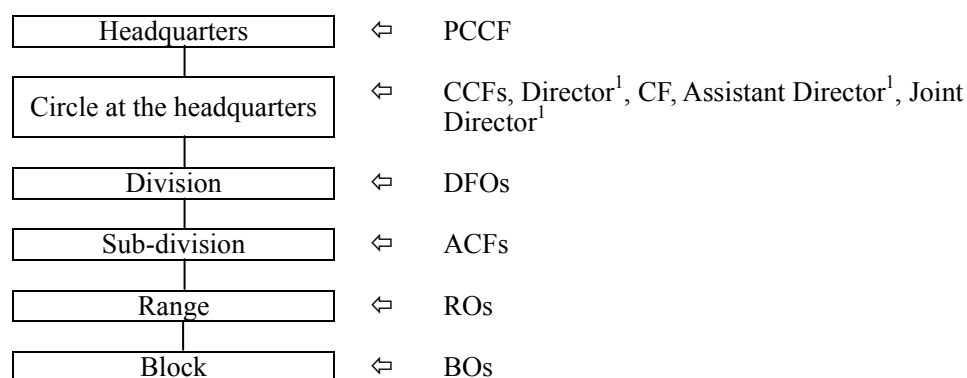 Headquarters ⇦ PCCF
Circle at the headquarters ⇦ CCFs, Director¹, CF, Assistant Director¹, Joint
Director¹
Division ⇦ DFOs
Sub-division ⇦ ACFs
Range ⇦ ROs
Block ⇦ BOs